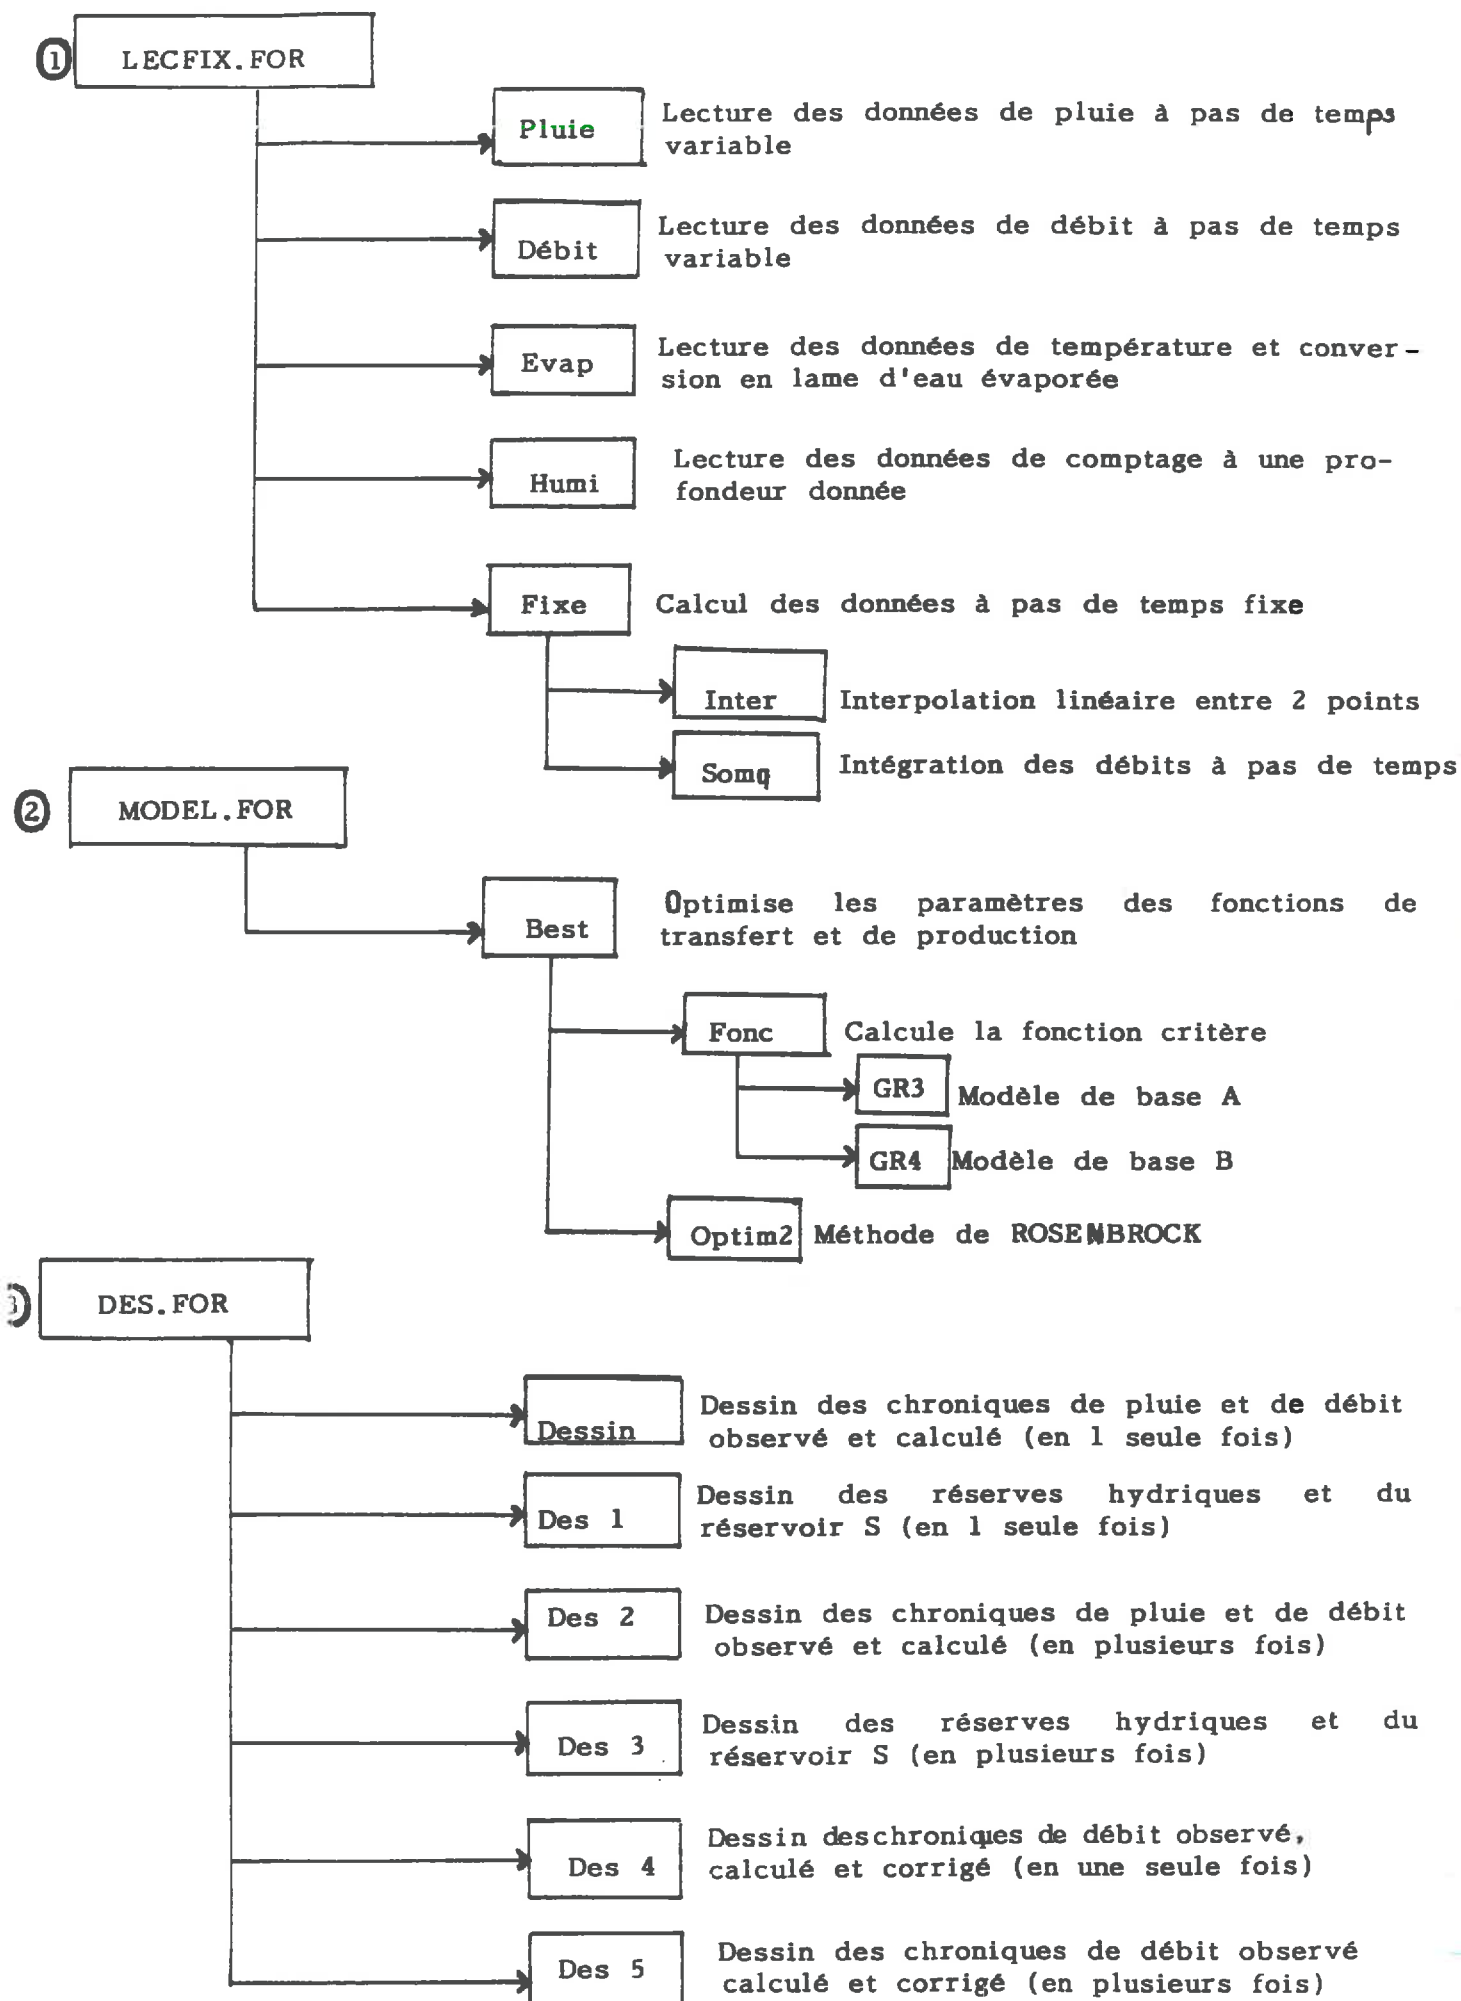 1 LECFIX.FOR
Pluie
Lecture des données de pluie à pas de temps
variable
Débit
Lecture des données de débit à pas de temps
variable
Evap
Lecture des données de température et conver-
sion en lame d'eau évaporée
Humi
Lecture des données de comptage à une pro-
fondeur donnée
Fixe
Calcul des données à pas de temps fixe
Inter
Interpolation linéaire entre 2 points
Somq
Intégration des débits à pas de temps
2 MODEL.FOR
Best
Optimise les paramètres des fonctions de
transfert et de production
Fonc
Calcule la fonction critère
GR3
Modèle de base A
GR4
Modèle de base B
Optim2
Méthode de ROSENBROCK
3 DES.FOR
Dessin
Dessin des chroniques de pluie et de débit
observé et calculé (en 1 seule fois)
Des 1
Dessin des réserves hydriques et du
réservoir S (en 1 seule fois)
Des 2
Dessin des chroniques de pluie et de débit
observé et calculé (en plusieurs fois)
Des 3
Dessin des réserves hydriques et du
réservoir S (en plusieurs fois)
Des 4
Dessin des chroniques de débit observé,
calculé et corrigé (en une seule fois)
Des 5
Dessin des chroniques de débit observé
calculé et corrigé (en plusieurs fois)